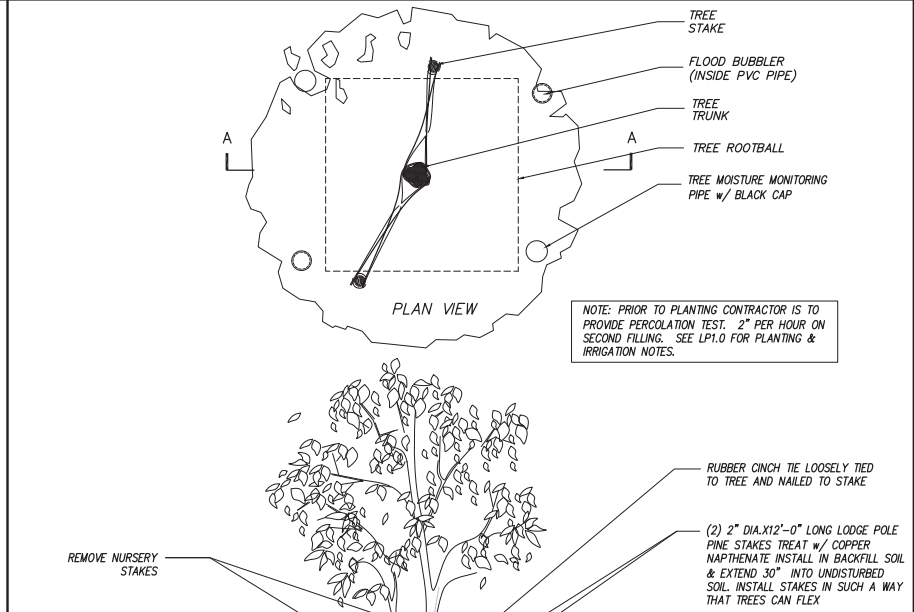 TREE
STAKE
FLOOD BUBBLER
(INSIDE PVC PIPE)
TREE
TRUNK
A
A
TREE ROOTBALL
TREE MOISTURE MONITORING
PIPE w/ BLACK CAP
PLAN VIEW
NOTE: PRIOR TO PLANTING CONTRACTOR IS TO
PROVIDE PERCOLATION TEST. 2" PER HOUR ON
SECOND FILLING. SEE LP1.0 FOR PLANTING &
IRRIGATION NOTES.
RUBBER CINCH TIE LOOSELY TIED
TO TREE AND NAILED TO STAKE
(2) 2" DIA.X12'-0" LONG LODGE POLE
PINE STAKES TREAT w/ COPPER
NAPTHENATE INSTALL IN BACKFILL SOIL
& EXTEND 30" INTO UNDISTURBED
SOIL. INSTALL STAKES IN SUCH A WAY
THAT TREES CAN FLEX
REMOVE NURSERY
STAKES